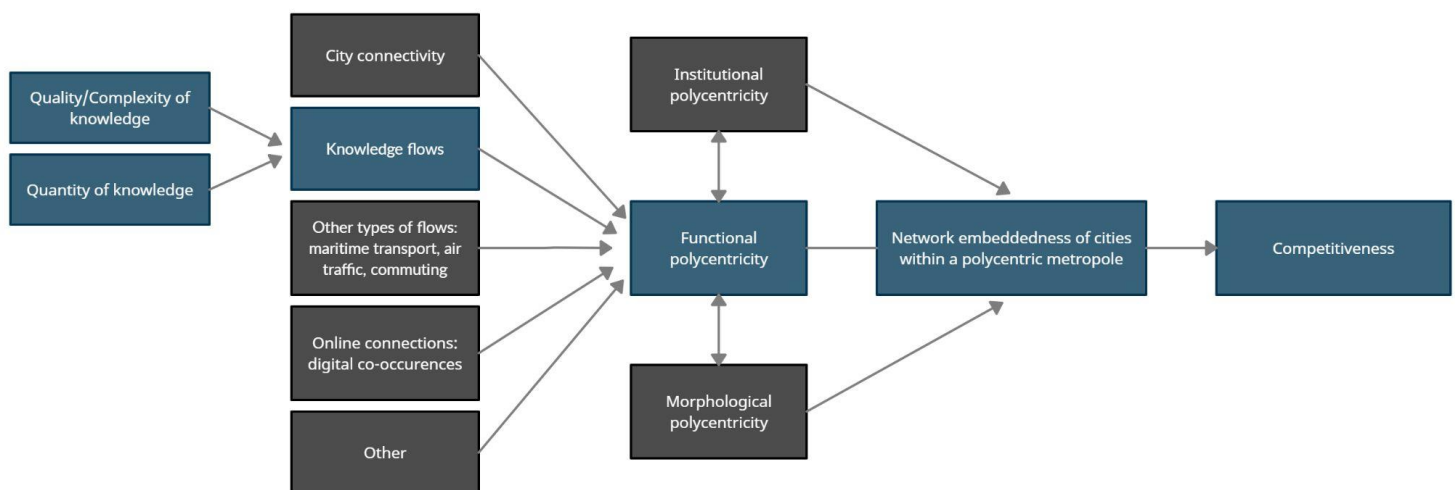 City connectivity
Quality/Complexity of
knowledge
Quantity of knowledge
Knowledge flows
Other types of flows:
maritime transport, air
traffic, commuting
Online connections:
digital co-occurences
Other
Institutional
polycentricity
Functional
polycentricity
Morphological
polycentricity
Network embeddedness of cities
within a polycentric metropole
Competitiveness